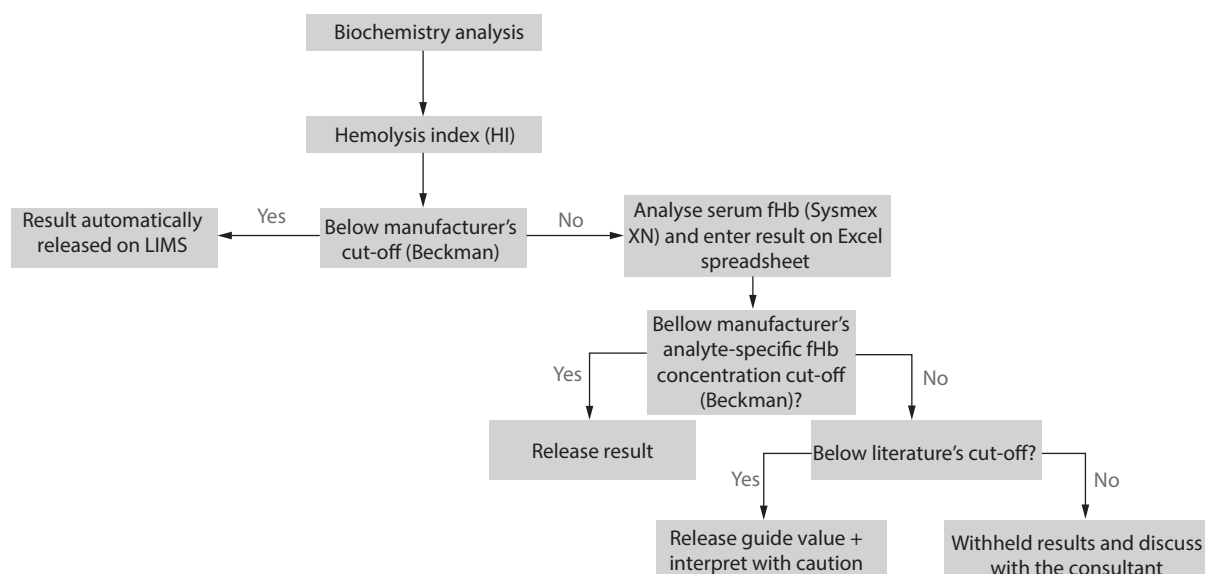 Biochemistry analysis
Hemolysis index (HI)
Result automatically
released on LIMS
Yes
Below manufacturer's
cut-off (Beckman)
No
Analyse serum fHb (Sysmex
XN) and enter result on Excel
spreadsheet
Bellow manufacturer's
analyte-specific fHb
concentration cut-off
(Beckman)?
Yes
No
Release result
Below literature's cut-off?
Yes
No
Release guide value +
interpret with caution
Withheld results and discuss
with the consultant